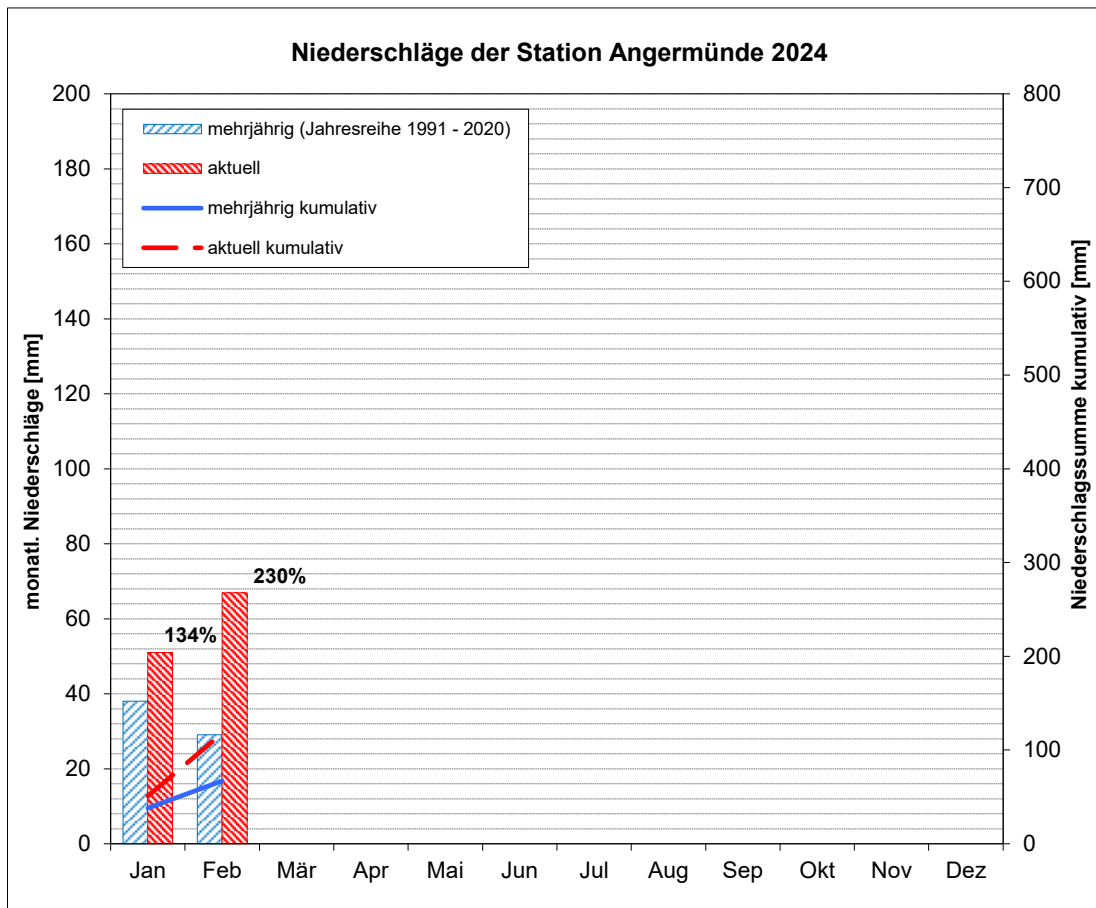 Niederschläge der Station Angermünde 2024
200
180
160
140
120
100
80
60
40
20
0
monatl. Niederschläge [mm]
mehrjährig (Jahresreihe 1991 - 2020)
aktuell
mehrjährig kumulativ
aktuell kumulativ
134%
230%
800
700
600
500
400
300
200
100
0
Niederschlagssumme kumulativ [mm]
Jan Feb Mär Apr Mai Jun Jul Aug Sep Okt Nov Dez